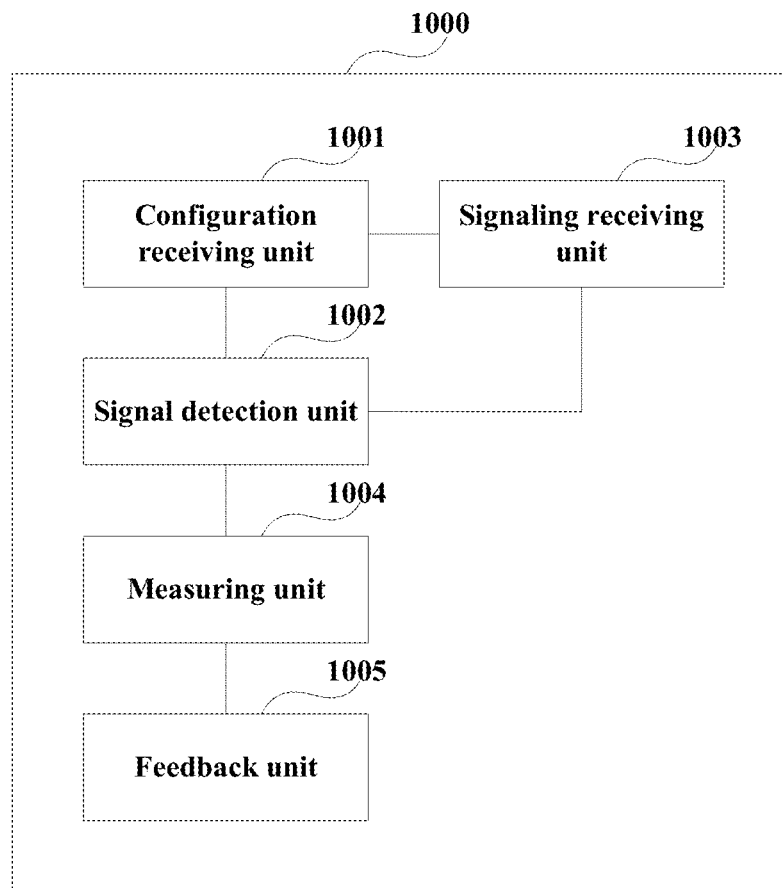 1000
1001
1003
Configuration
receiving unit
Signaling receiving
unit
1002
Signal detection unit
1004
Measuring unit
1005
Feedback unit